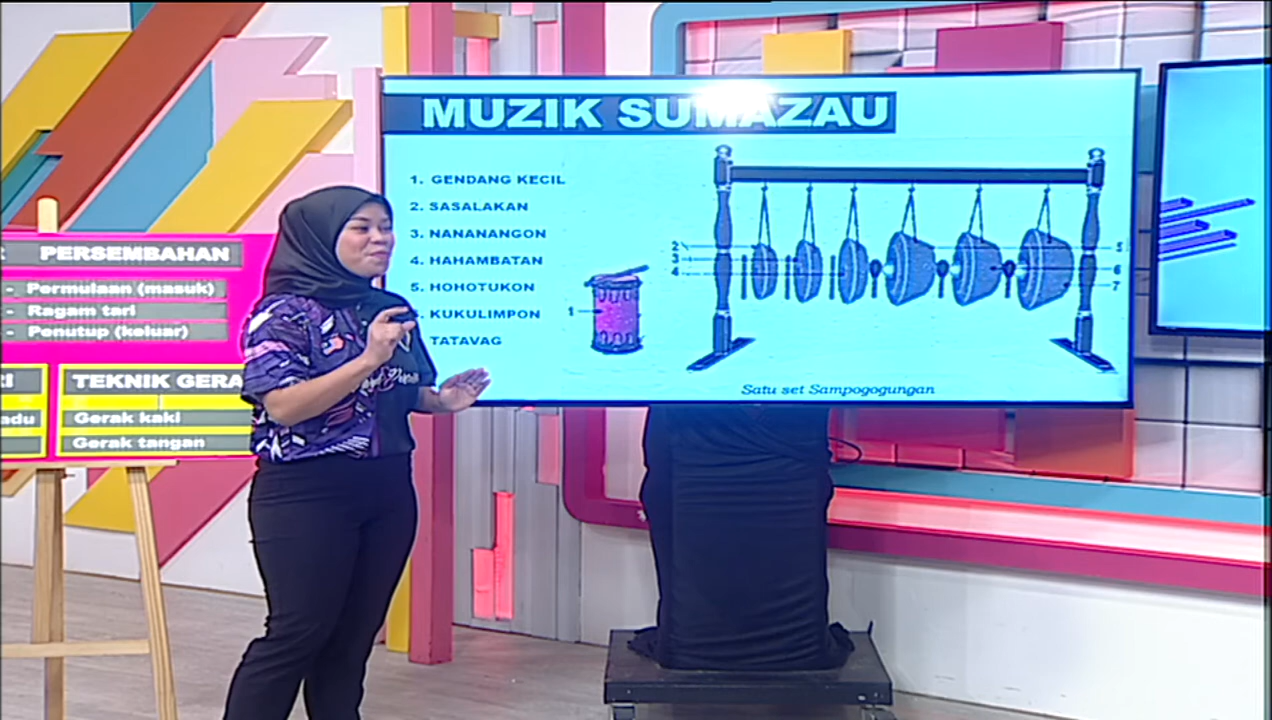 MUZIK SUMAZAU
1. GENDANG KECIL
2. SASALAKAN
3. NANANANGON
4. HAHAMBATAN
5. HOHOTUKON
. KUKULIMPON
TATAVAG
1
2
3
4
5
6
7
Satu set Sampogogungan
PERSEMBAHAN
- Permulaan (masuk)
- Ragam tari
- Penutup (keluar)
TEKNIK GERA
Gerak kaki
Gerak tangan